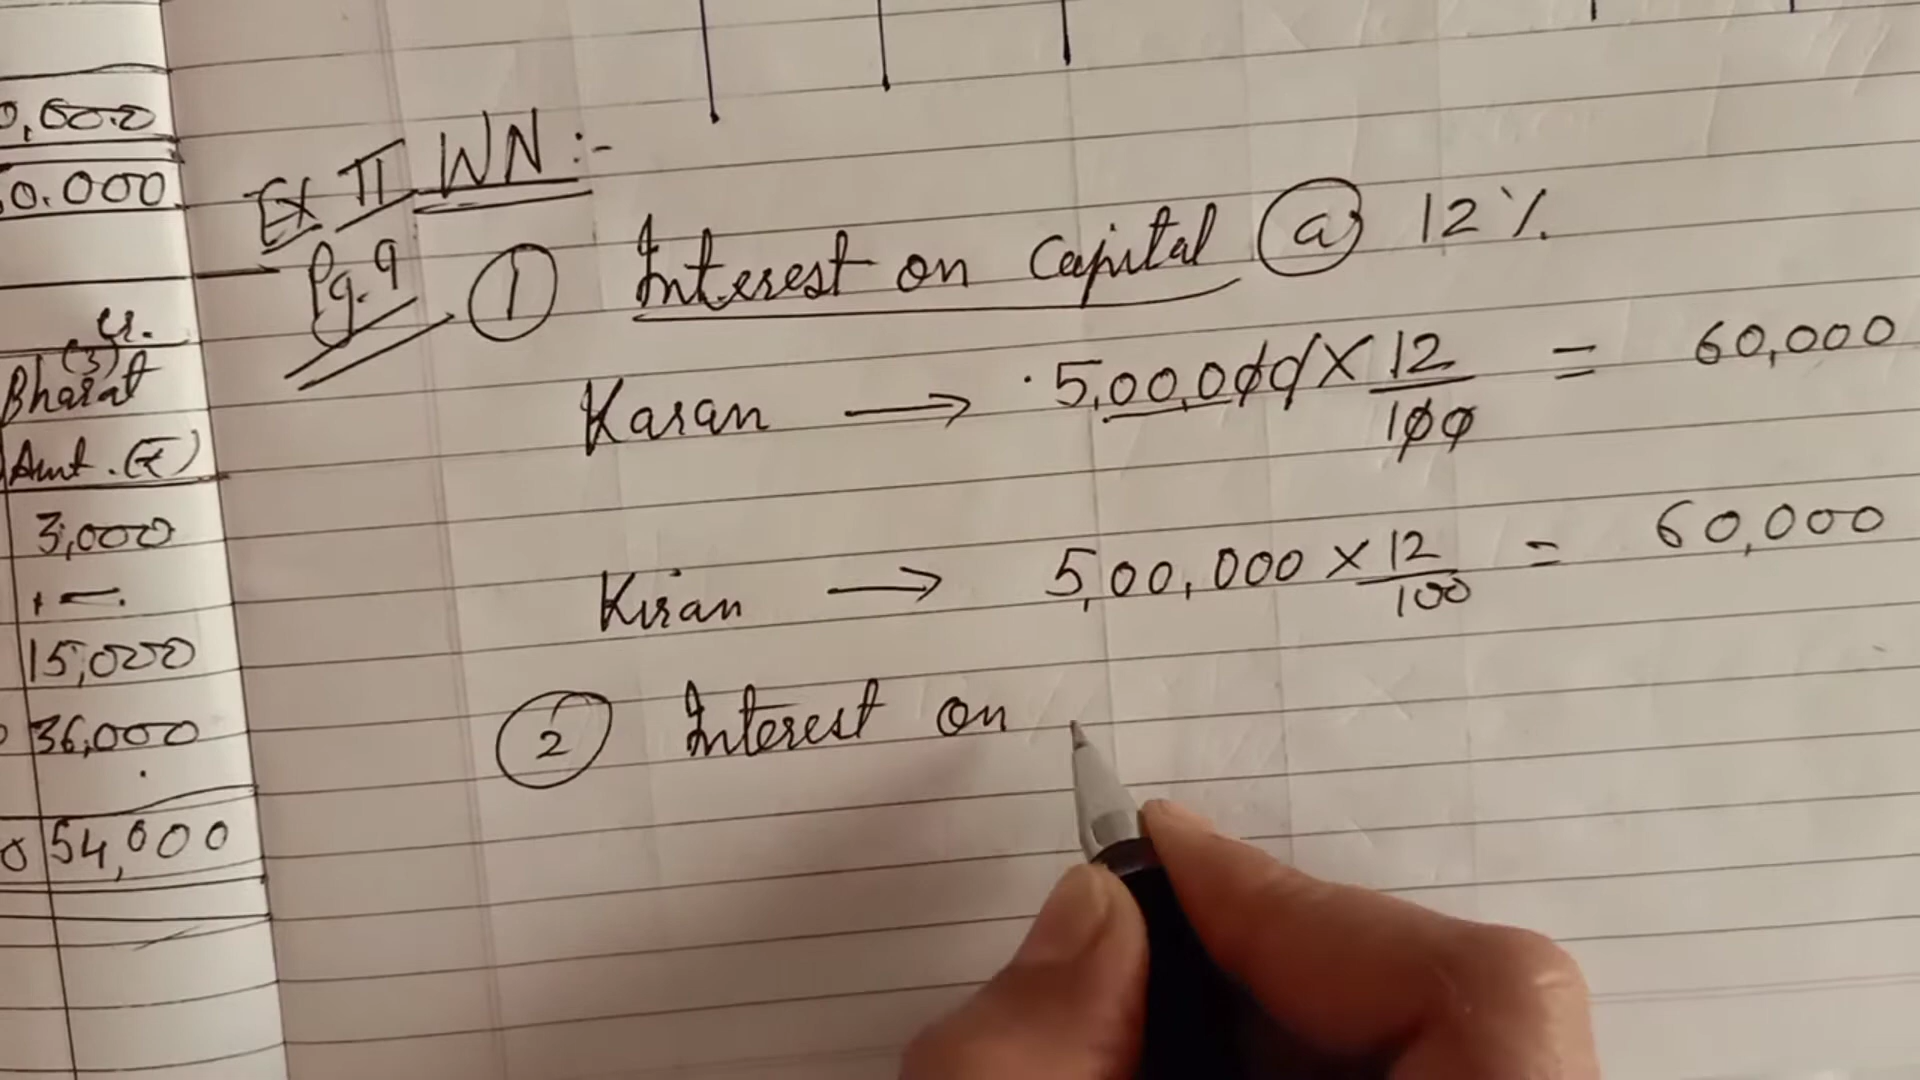 0.000
Cr.
(3)
Bharat
Amt. (₹)
3,000
15,000
36,000
54,000
Ex II WN :-
Pg. 9
① Interest on Capital @ 12%
Karan → 5,00,000 X 12/100 = 60,000
Kiran → 5,00,000 X 12/100 = 60,000
② Interest on